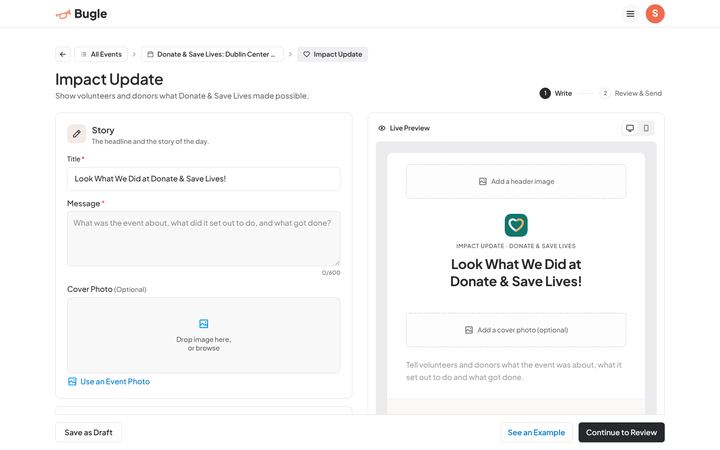 Bugle
S
All Events
Donate & Save Lives: Dublin Center ...
Impact Update
Impact Update
Show volunteers and donors what Donate & Save Lives made possible.
1 Write
2 Review & Send
Story
The headline and the story of the day.
Title *
Look What We Did at Donate & Save Lives!
Message *
What was the event about, what did it set out to do, and what got done?
0/600
Cover Photo (Optional)
Drop image here,
or browse
Use an Event Photo
Live Preview
Add a header image
IMPACT UPDATE · DONATE & SAVE LIVES
Look What We Did at
Donate & Save Lives!
Add a cover photo (optional)
Tell volunteers and donors what the event was about, what it
set out to do and what got done.
Save as Draft
See an Example
Continue to Review